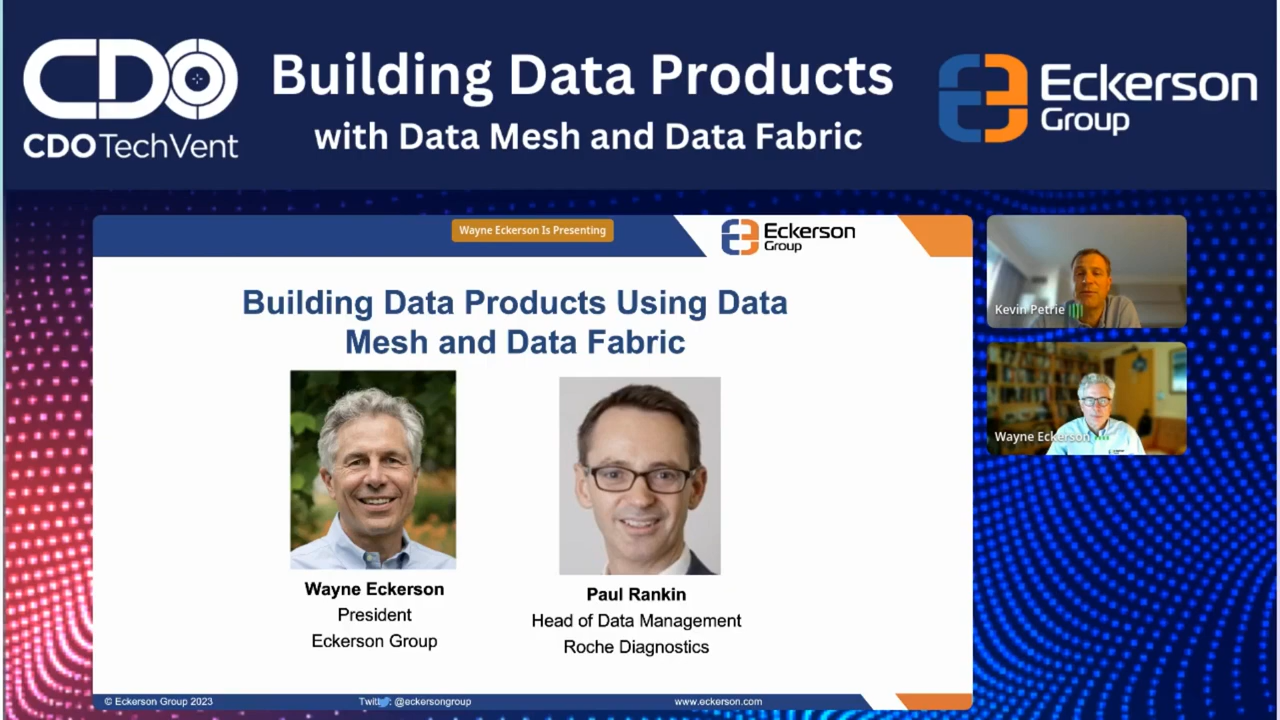 CDO
CDO TechVent
Building Data Products
with Data Mesh and Data Fabric
Eckerson
Group
Wayne Eckerson Is Presenting
Eckerson
Group
Building Data Products Using Data
Mesh and Data Fabric
Wayne Eckerson
President
Eckerson Group
Paul Rankin
Head of Data Management
Roche Diagnostics
Kevin Petrie
Wayne Eckerson
© Eckerson Group 2023
Twitter: @eckersongroup
www.eckerson.com